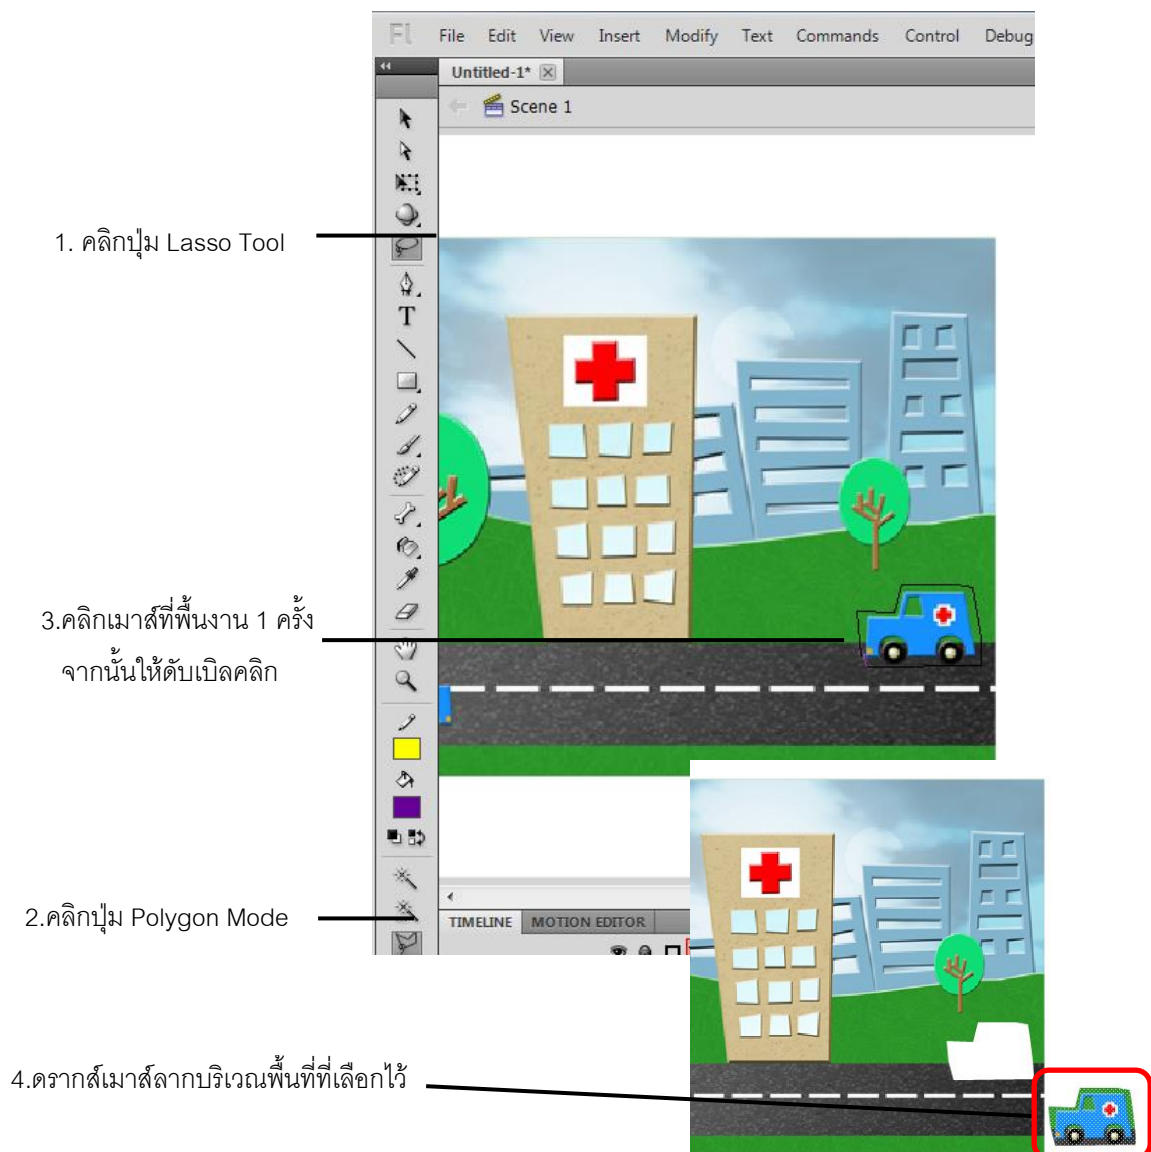 Fl File Edit View Insert Modify Text Commands Control Debug
Untitled-1*
Scene 1
1. คลิกปุ่ม Lasso Tool
T
3.คลิกเมาส์ที่พื้นงาน 1 ครั้ง
จากนั้นให้ดับเบิลคลิก
2.คลิกปุ่ม Polygon Mode
TIMELINE MOTION EDITOR
4.ดรากส์เมาส์ลากบริเวณพื้นที่ที่เลือกไว้